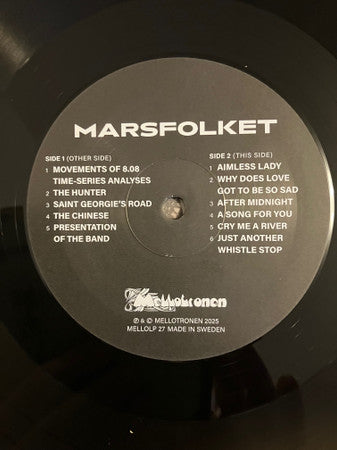 MARSFOLKET
SIDE 1 (OTHER SIDE)
1 MOVEMENTS OF 8.08
TIME-SERIES ANALYSES
2 THE HUNTER
3 SAINT GEORGIE'S ROAD
4 THE CHINESE
5 PRESENTATION
OF THE BAND
SIDE 2 (THIS SIDE)
1 AIMLESS LADY
2 WHY DOES LOVE
GOT TO BE SO SAD
3 AFTER MIDNIGHT
4 A SONG FOR YOU
5 CRY ME A RIVER
6 JUST ANOTHER
WHISTLE STOP
Mellotronen
℗ & © MELLOTRONEN 2025
MELLOLP 27 MADE IN SWEDEN